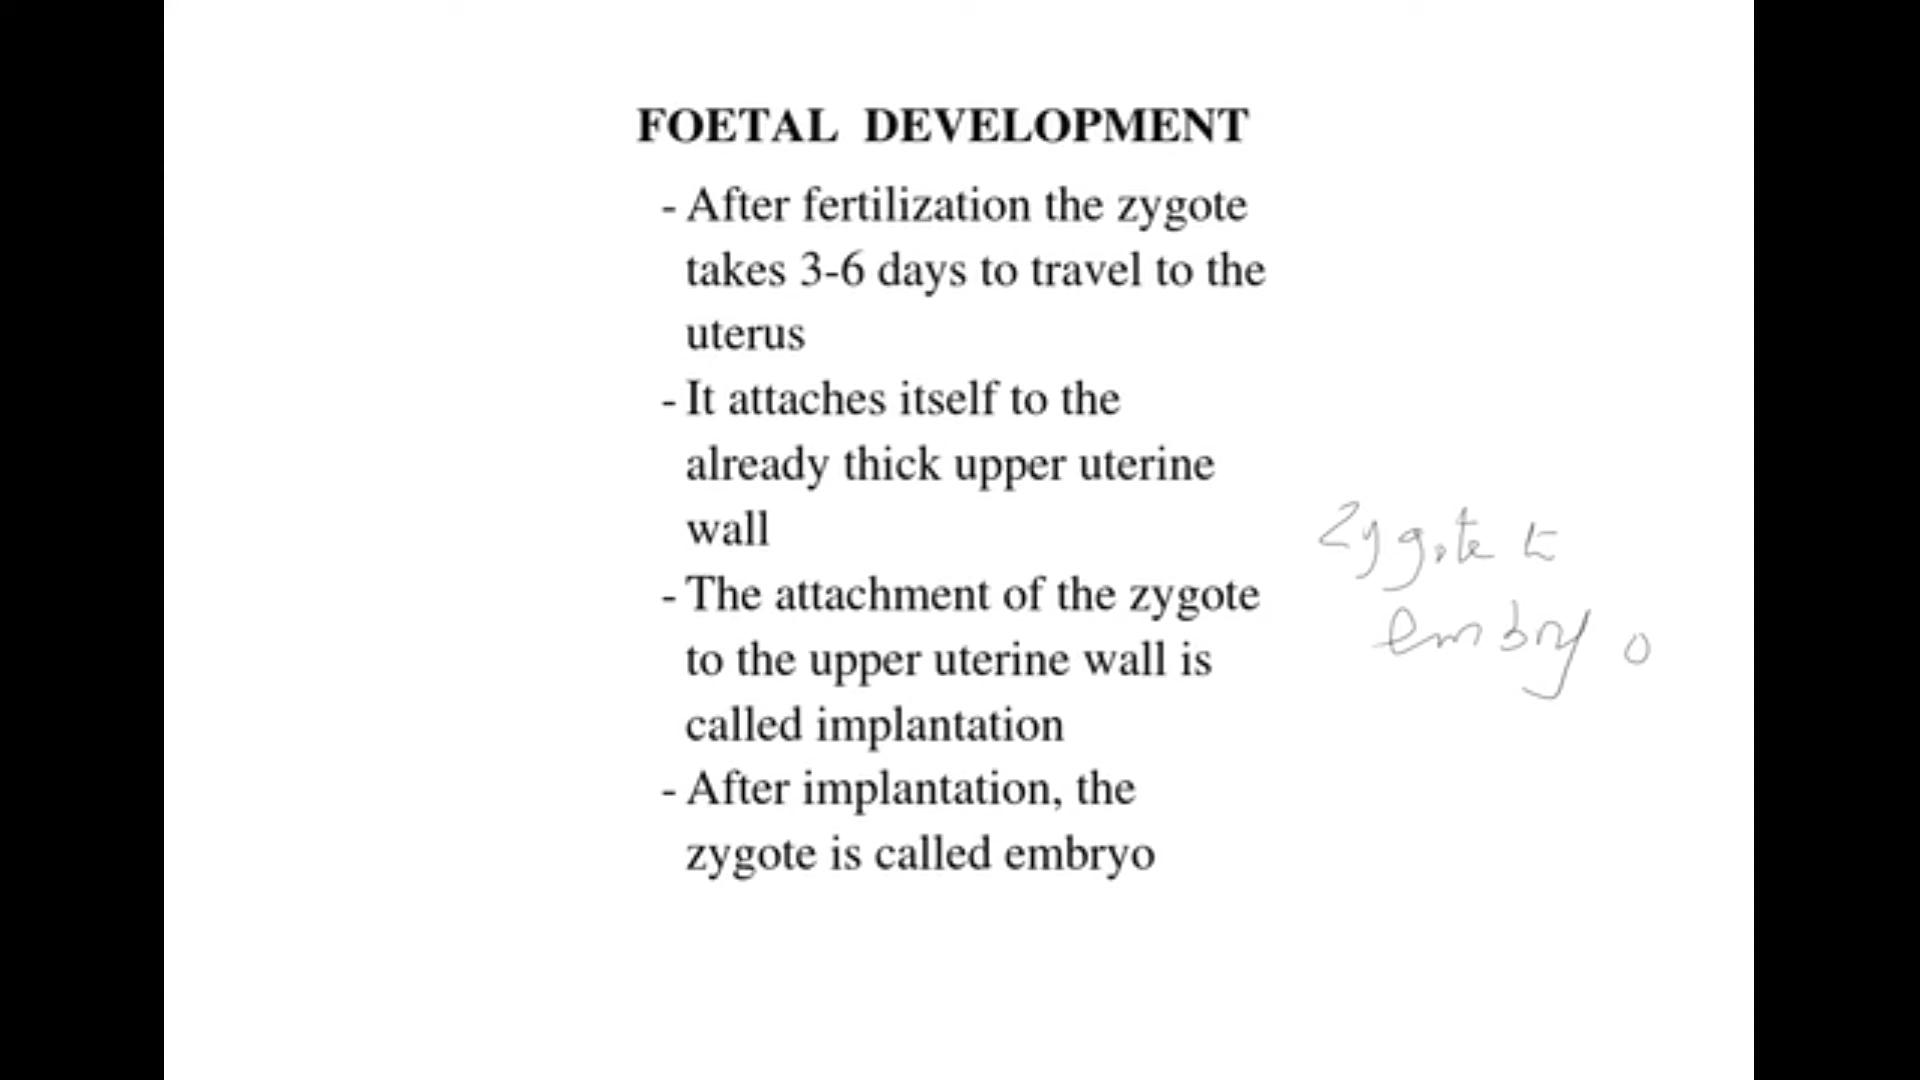 FOETAL DEVELOPMENT
- After fertilization the zygote
takes 3-6 days to travel to the
uterus
- It attaches itself to the
already thick upper uterine
wall
- The attachment of the zygote
to the upper uterine wall is
called implantation
- After implantation, the
zygote is called embryo
Zygote to
embryo